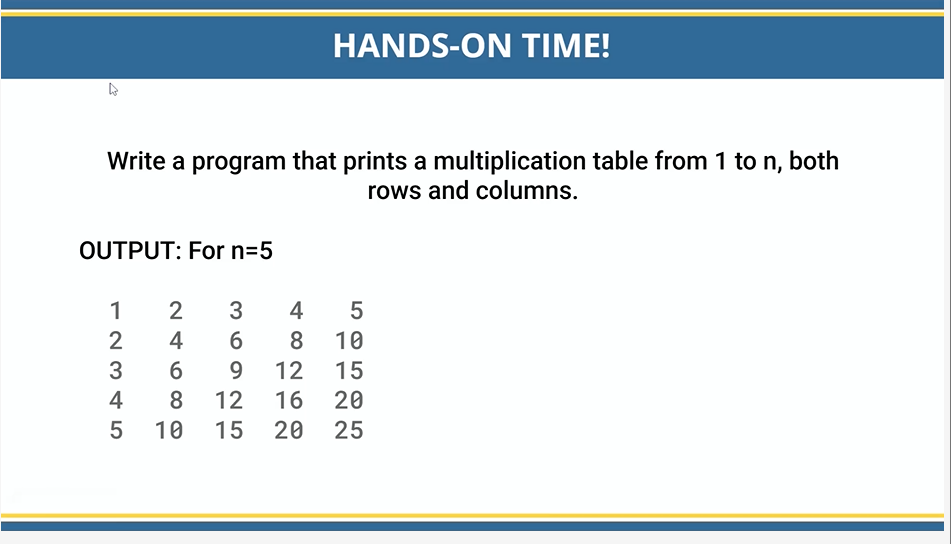 HANDS-ON TIME!
Write a program that prints a multiplication table from 1 to n, both
rows and columns.
OUTPUT: For n=5
1 2 3 4 5
2 4 6 8 10
3 6 9 12 15
4 8 12 16 20
5 10 15 20 25